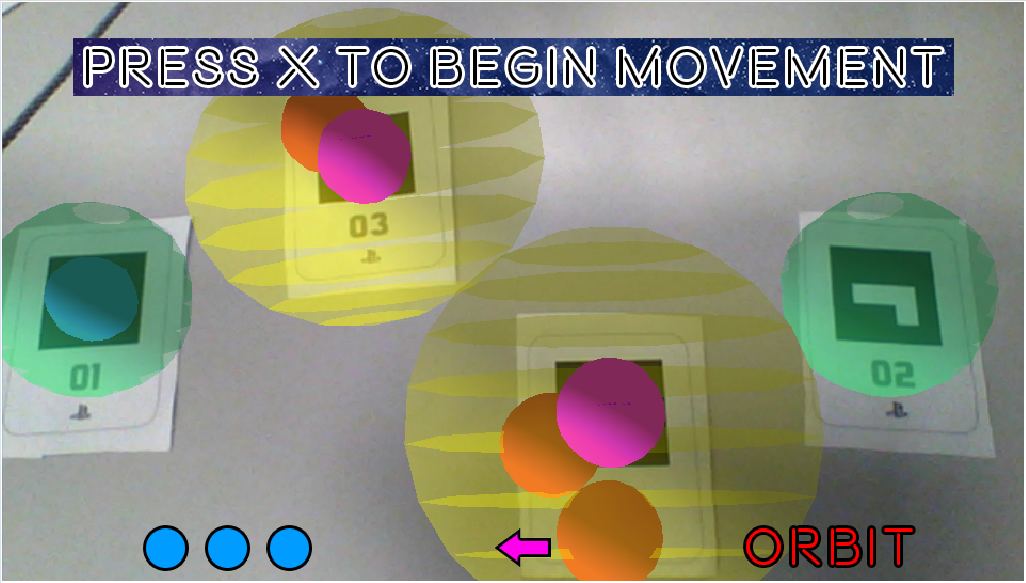 PRESS X TO BEGIN MOVEMENT
03
01
02
ORBIT